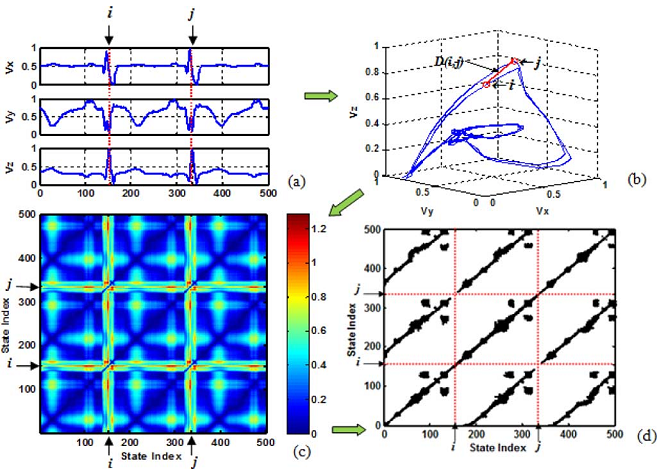 i
j
Vx
1
0.5
0
Vy
1
0.5
0
Vz
1
0.5
0
0 100 200 300 400 500
(a)
1
0.8
0.6
0.4
0.2
0
Vz
D(i,j)
j
i
1
0.5
0
Vy
0
0.5
1
Vx
(b)
500
400
300
200
100
State Index
j
i
100 200 300 400 500
State Index
i
j
1.2
1
0.8
0.6
0.4
0.2
0
(c)
500
400
300
200
100
0
State Index
j
i
0 100 200 300 400 500
State Index
i
j
(d)